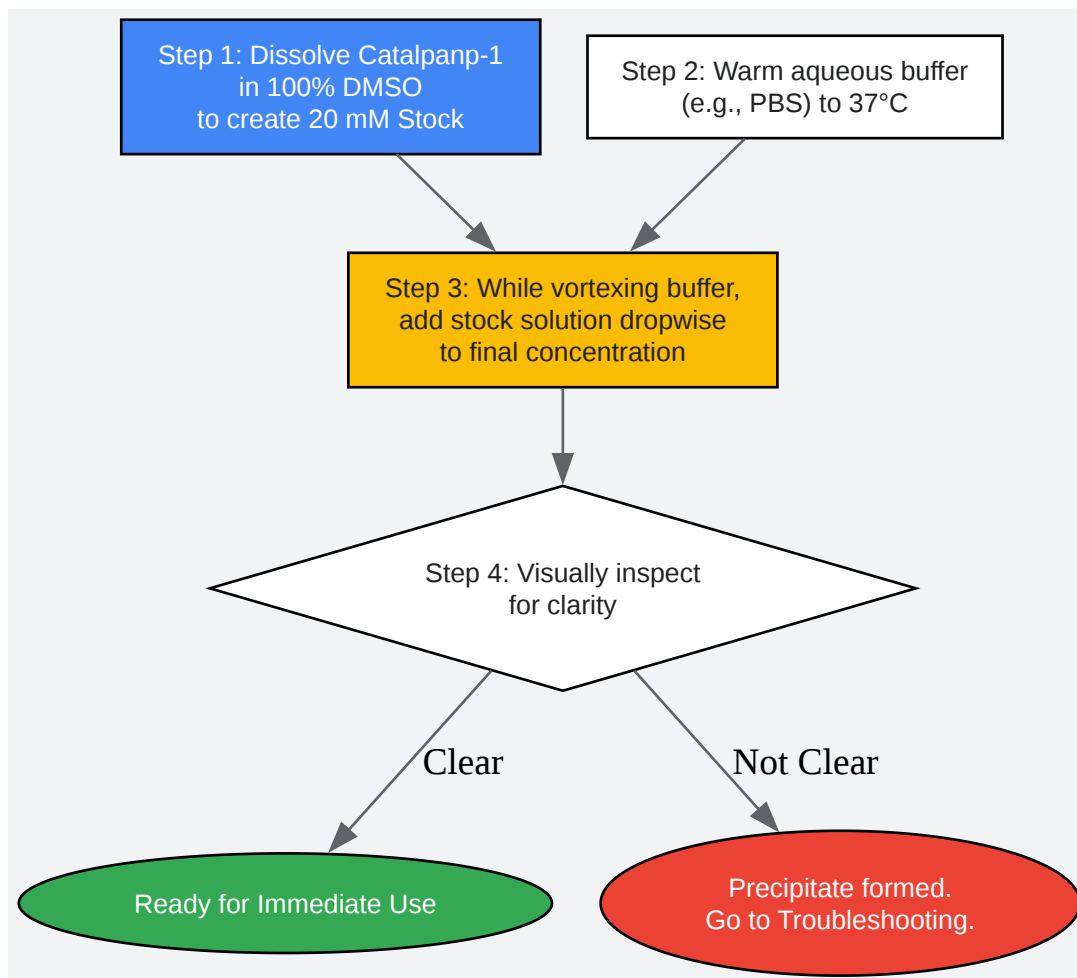 Step 1: Dissolve Catalpanp-1
in 100% DMSO
to create 20 mM Stock
Step 2: Warm aqueous buffer
(e.g., PBS) to 37°C
Step 3: While vortexing buffer,
add stock solution dropwise
to final concentration
Step 4: Visually inspect
for clarity
Clear
Not Clear
Ready for Immediate Use
Precipitate formed.
Go to Troubleshooting.